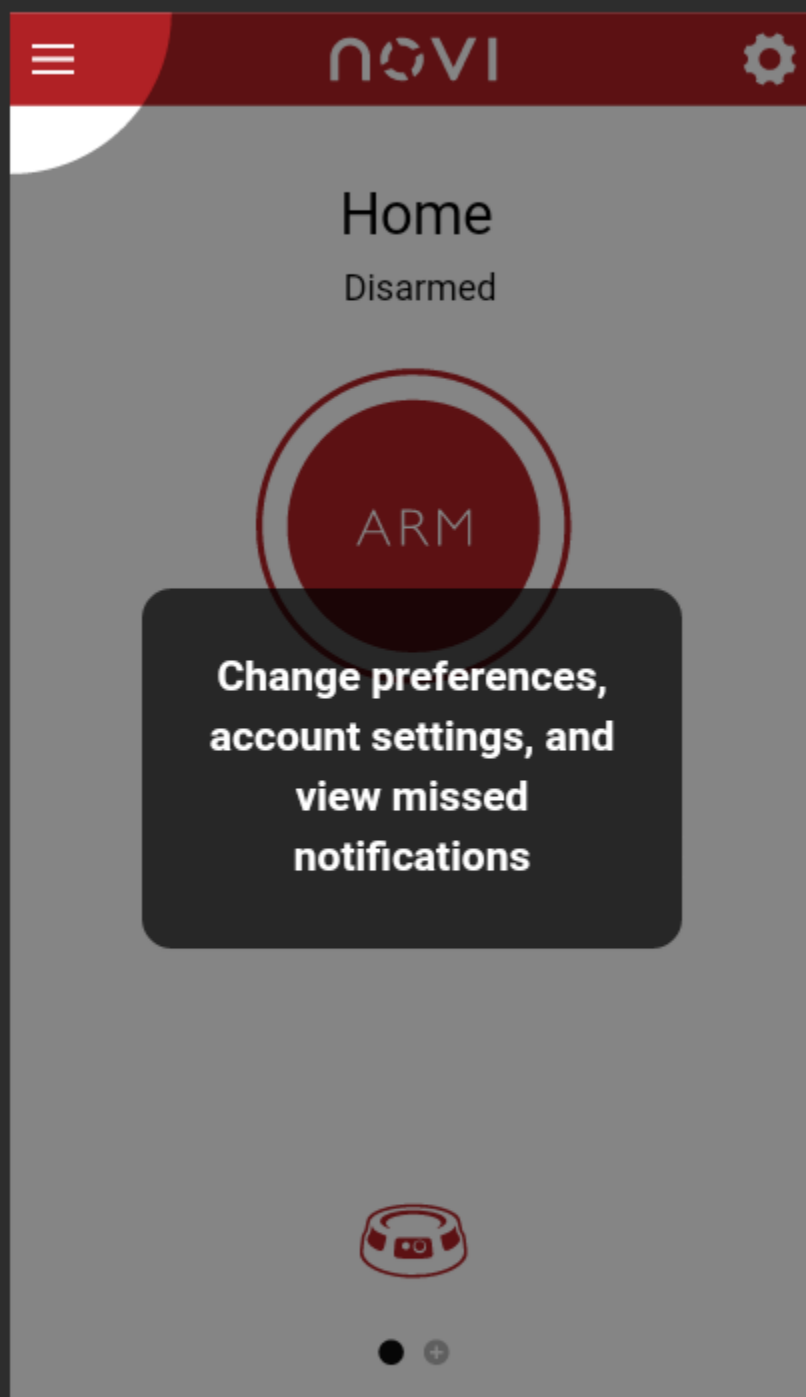 novi
Home
Disarmed
ARM
Change preferences,
account settings, and
view missed
notifications